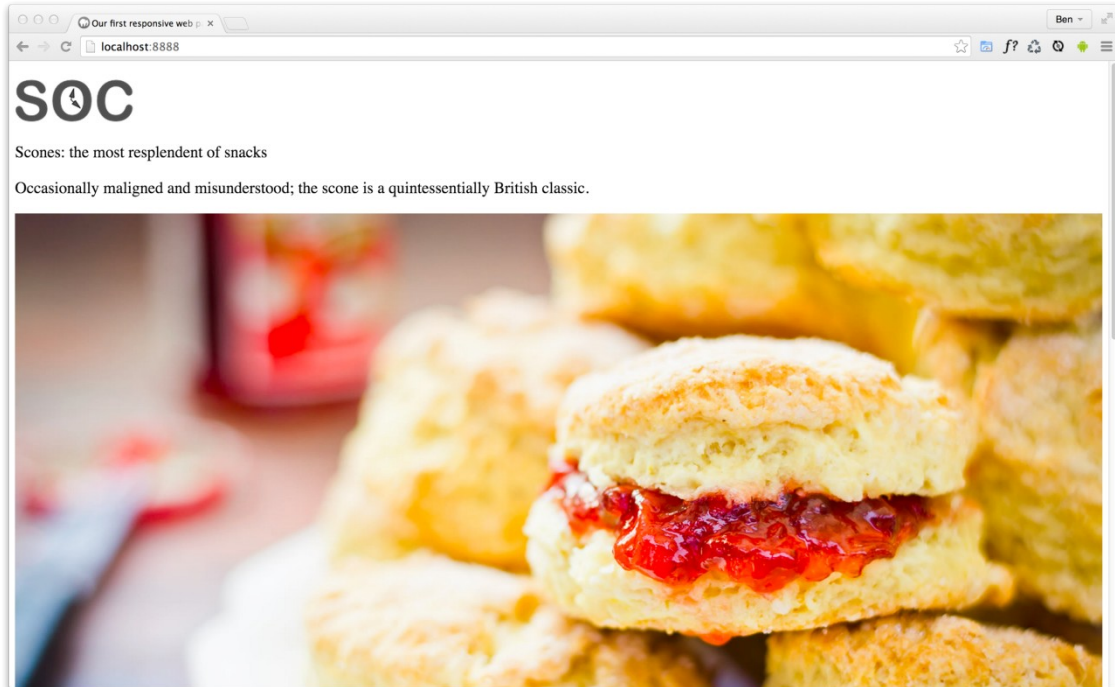 Our first responsive web p
Ben
localhost:8888
f?
SOC
Scones: the most resplendent of snacks
Occasionally maligned and misunderstood; the scone is a quintessentially British classic.